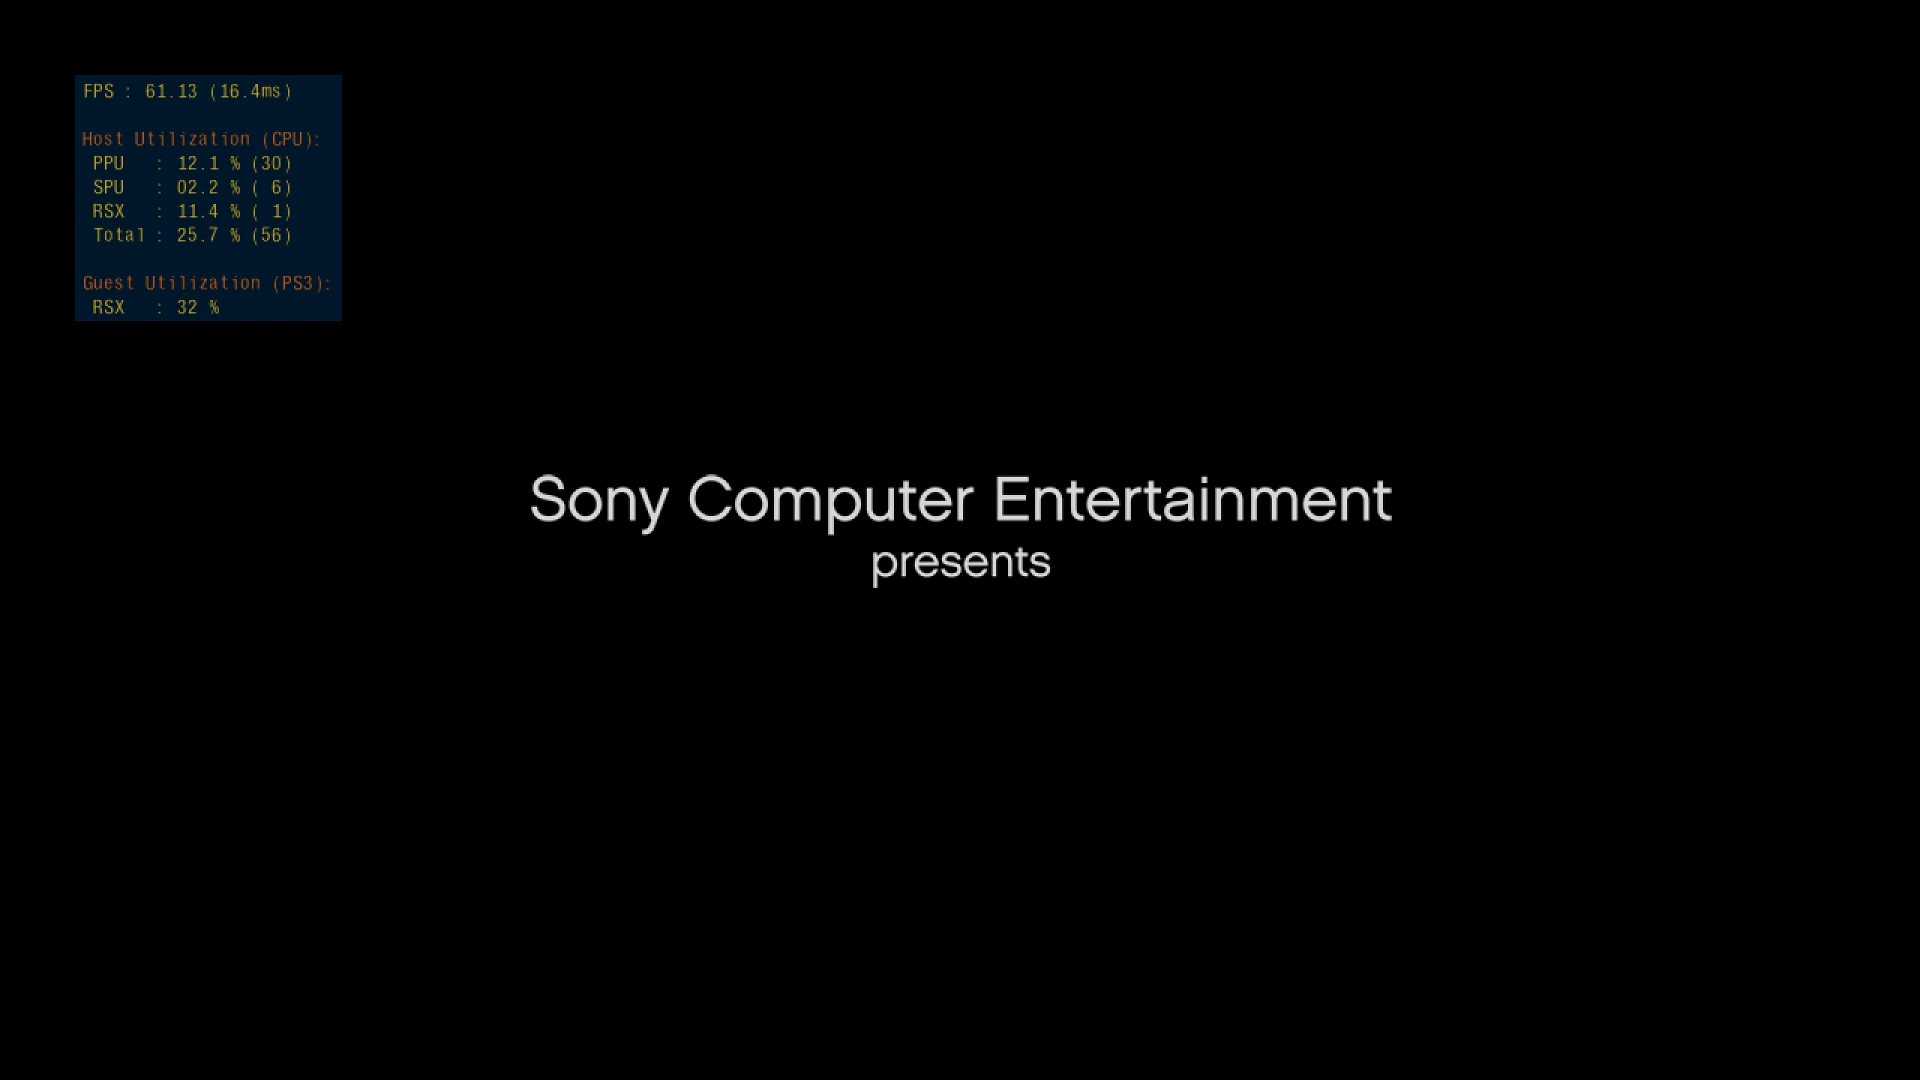 FPS : 61.13 (16.4ms)
Host Utilization (CPU):
PPU : 12.1 % (30)
SPU : 02.2 % ( 6)
RSX : 11.4 % ( 1)
Total : 25.7 % (56)
Guest Utilization (PS3):
RSX : 32 %
Sony Computer Entertainment
presents